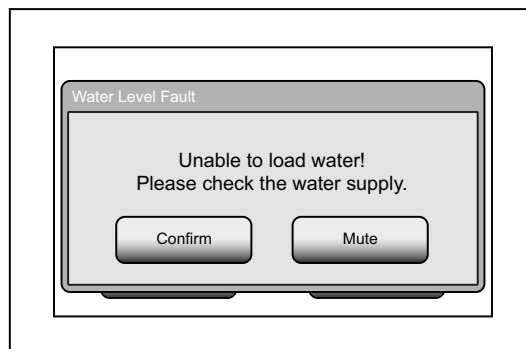 Water Level Fault
Unable to load water!
Please check the water supply.
Confirm
Mute